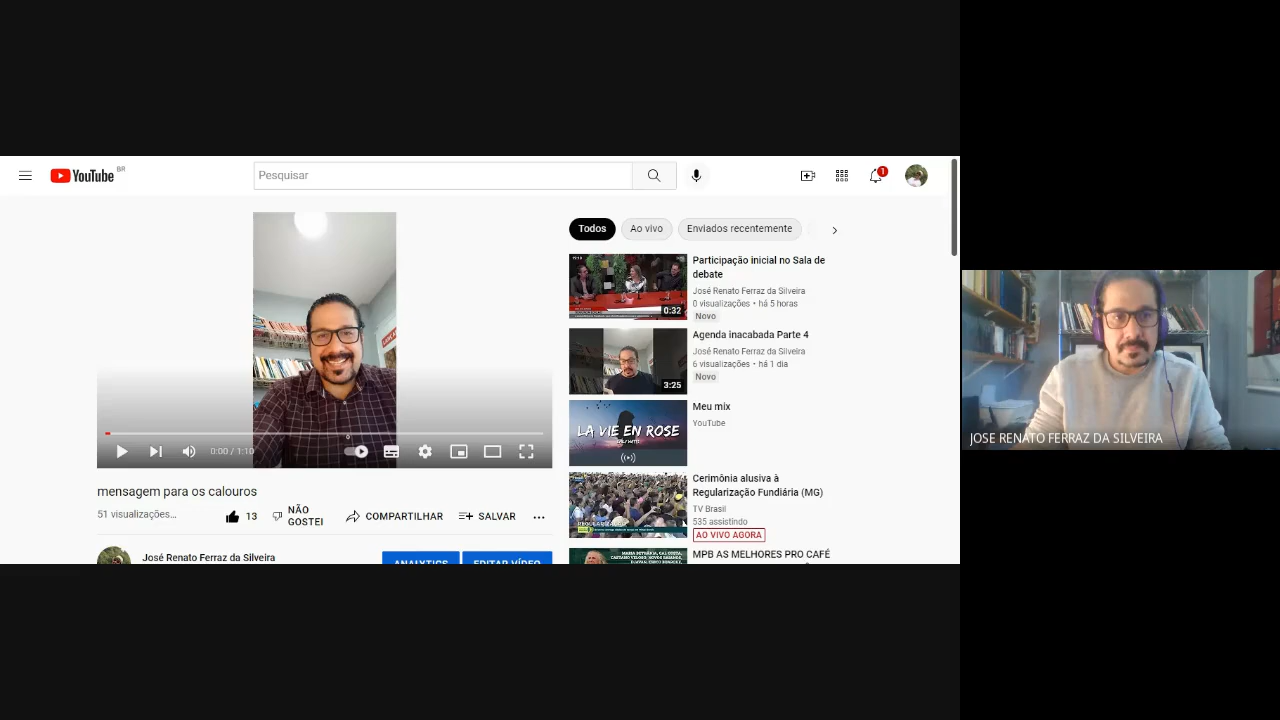 YouTube BR
Pesquisar
1
Todos
Ao vivo
Enviados recentemente
Participação inicial no Sala de
debate
José Renato Ferraz da Silveira
0 visualizações • há 5 horas
Novo
0:32
Agenda inacabada Parte 4
José Renato Ferraz da Silveira
6 visualizações • há 1 dia
Novo
3:25
LA VIE EN ROSE
Meu mix
YouTube
Cerimônia alusiva à
Regularização Fundiária (MG)
TV Brasil
535 assistindo
AO VIVO AGORA
MPB AS MELHORES PRO CAFÉ
0:00 / 1:10
mensagem para os calouros
51 visualizações...
13
NÃO
GOSTEI
COMPARTILHAR
SALVAR
José Renato Ferraz da Silveira
ANALYTICS
EDITAR VÍDEO
JOSE RENATO FERRAZ DA SILVEIRA